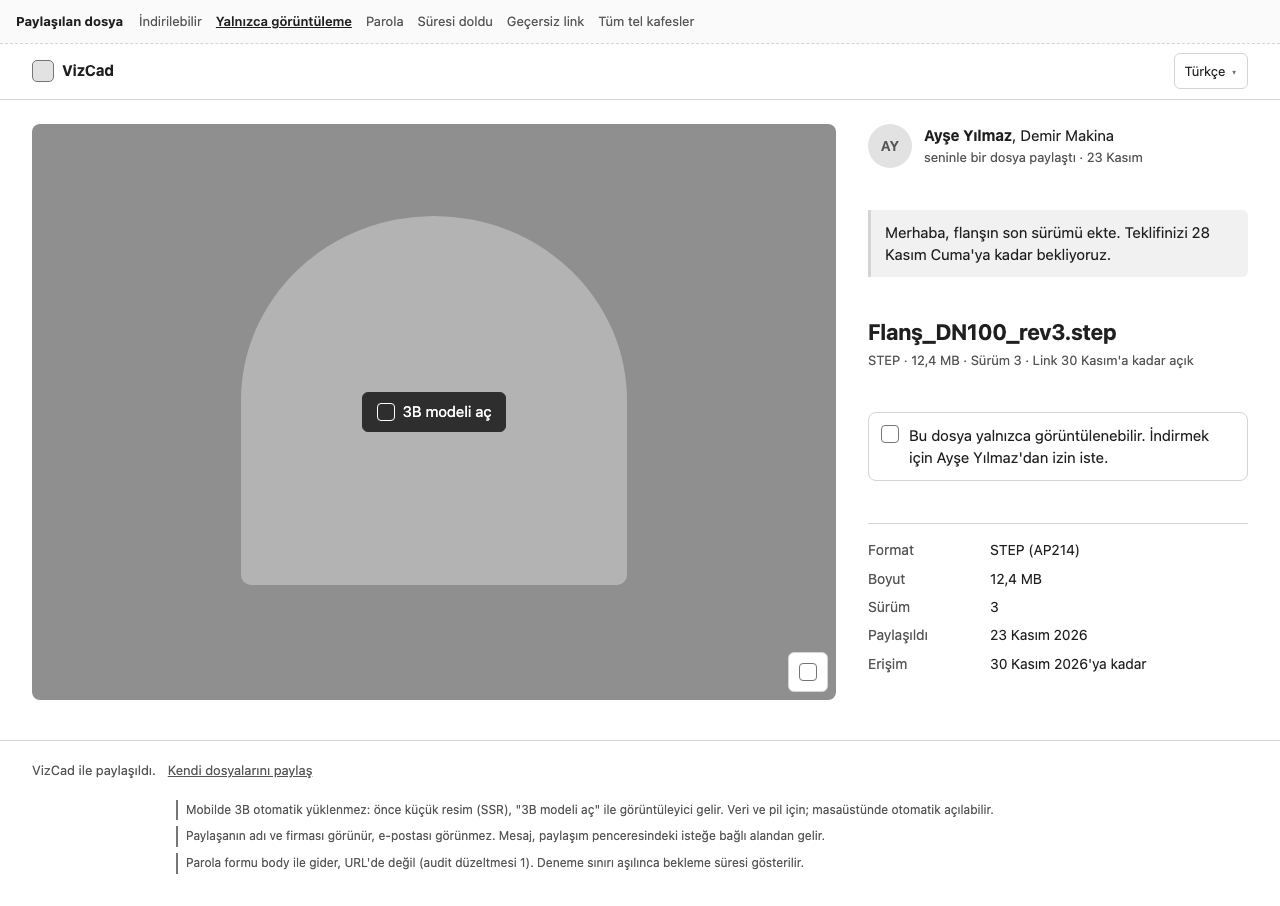 Paylaşılan dosya İndirilebilir Yalnızca görüntüleme Parola Süresi doldu Geçersiz link Tüm tel kafesler
VizCad
Türkçe
3B modeli aç
AY
Ayşe Yılmaz, Demir Makina
seninle bir dosya paylaştı · 23 Kasım
Merhaba, flanşın son sürümü ekte. Teklifinizi 28
Kasım Cuma'ya kadar bekliyoruz.
Flanş_DN100_rev3.step
STEP · 12,4 MB · Sürüm 3 · Link 30 Kasım'a kadar açık
Bu dosya yalnızca görüntülenebilir. İndirmek
için Ayşe Yılmaz'dan izin iste.
Format STEP (AP214)
Boyut 12,4 MB
Sürüm 3
Paylaşıldı 23 Kasım 2026
Erişim 30 Kasım 2026'ya kadar
VizCad ile paylaşıldı. Kendi dosyalarını paylaş
Mobilde 3B otomatik yüklenmez: önce küçük resim (SSR), "3B modeli aç" ile görüntüleyici gelir. Veri ve pil için; masaüstünde otomatik açılabilir.
Paylaşanın adı ve firması görünür, e-postası görünmez. Mesaj, paylaşım penceresindeki isteğe bağlı alandan gelir.
Parola formu body ile gider, URL'de değil (audit düzeltmesi 1). Deneme sınırı aşılınca bekleme süresi gösterilir.